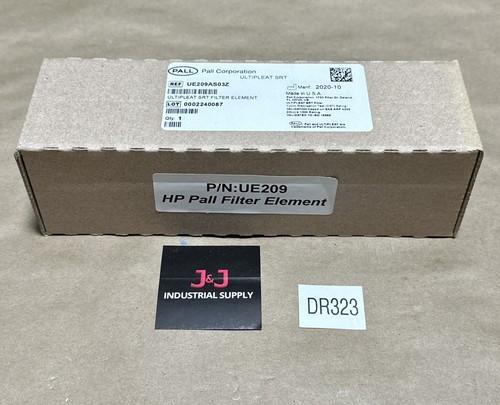 PALL Pall Corporation
ULTIPLEAT SRT
REF UE209AS03Z
ULTIPLEAT SRT FILTER ELEMENT
LOT 0002240087
Qty. 1
Manf. 2020-10
Made in U.S.A.
P/N:UE209
HP Pall Filter Element
J&J
INDUSTRIAL SUPPLY
DR323